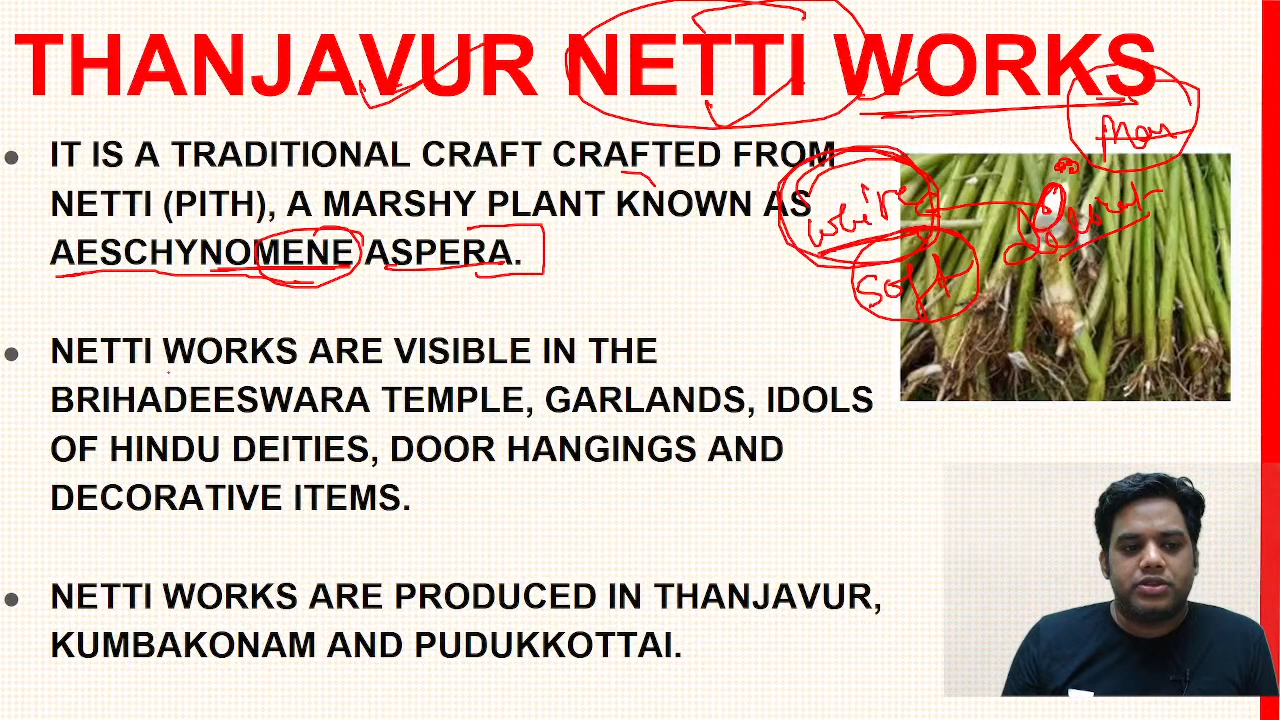 THANJAVUR NETTI WORKS
IT IS A TRADITIONAL CRAFT CRAFTED FROM
NETTI (PITH), A MARSHY PLANT KNOWN AS
AESCHYNOMENE ASPERA.
white
soft
NETTI WORKS ARE VISIBLE IN THE
BRIHADEESWARA TEMPLE, GARLANDS, IDOLS
OF HINDU DEITIES, DOOR HANGINGS AND
DECORATIVE ITEMS.
NETTI WORKS ARE PRODUCED IN THANJAVUR,
KUMBAKONAM AND PUDUKKOTTAI.